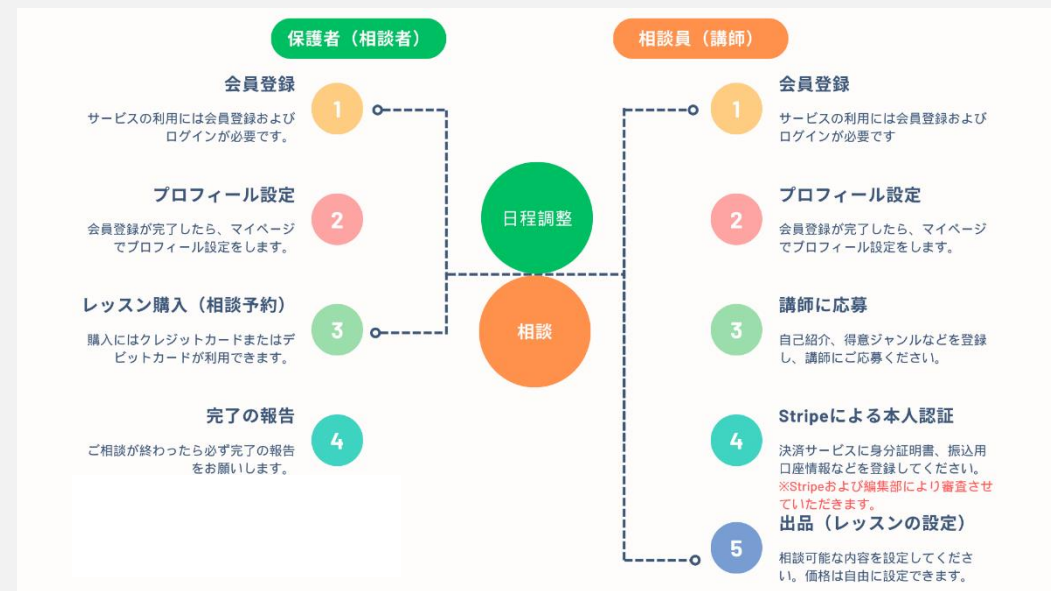 保護者（相談者）
会員登録
1
サービスの利用には会員登録および
ログインが必要です。
プロフィール設定
2
会員登録が完了したら、マイページ
でプロフィール設定をします。
レッスン購入（相談予約）
3
購入にはクレジットカードまたはデ
ビットカードが利用できます。
完了の報告
4
ご相談が終わったら必ず完了の報告
をお願いします。
日程調整
相談
相談員（講師）
会員登録
1
サービスの利用には会員登録および
ログインが必要です
プロフィール設定
2
会員登録が完了したら、マイページ
でプロフィール設定をします。
講師に応募
3
自己紹介、得意ジャンルなどを登録
し、講師にご応募ください。
Stripeによる本人認証
4
決済サービスに身分証明書、振込用
口座情報などを登録してください。
※Stripeおよび編集部により審査させ
ていただきます。
出品（レッスンの設定）
5
相談可能な内容を設定してくださ
い。価格は自由に設定できます。